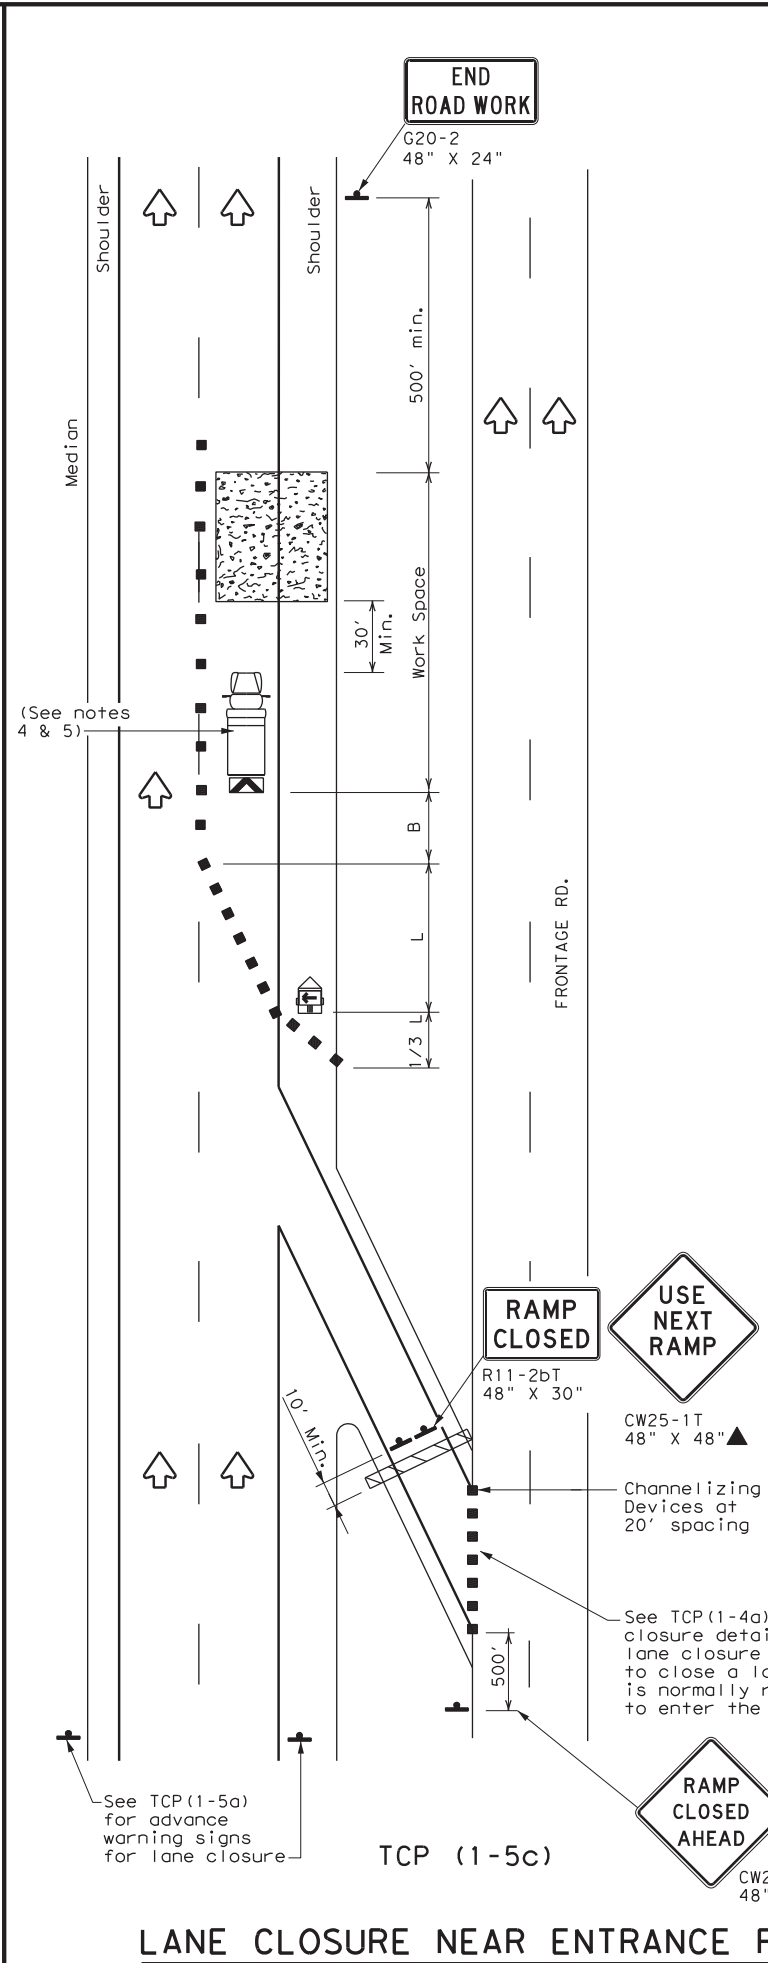 END
ROAD WORK
G20-2
48" X 24"
Shoulder
Shoulder
500' min.
Median
Work Space
30'
Min.
(See notes
4 & 5)
B
L
FRONTAGE RD.
1/3 L
RAMP
CLOSED
R11-2bT
48" X 30"
USE
NEXT
RAMP
CW25-1T
48" X 48"
10' Min.
Channelizing
Devices at
20' spacing
See TCP(1-4a)
closure detai
lane closure
to close a l
is normally
to enter the
500'
RAMP
CLOSED
AHEAD
CW2
48"
See TCP(1-5a)
for advance
warning signs
for lane closure
TCP (1-5c)
LANE CLOSURE NEAR ENTRANCE